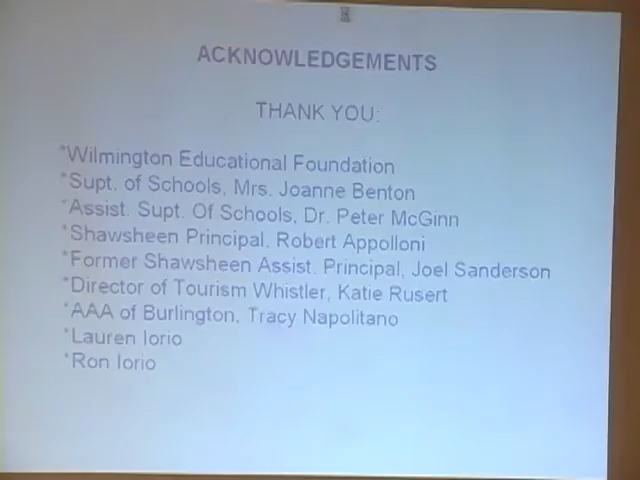 ACKNOWLEDGEMENTS
THANK YOU:
*Wilmington Educational Foundation
*Supt. of Schools, Mrs. Joanne Benton
*Assist. Supt. Of Schools, Dr. Peter McGinn
*Shawsheen Principal, Robert Appolloni
*Former Shawsheen Assist. Principal, Joel Sanderson
*Director of Tourism Whistler, Katie Rusert
*AAA of Burlington, Tracy Napolitano
*Lauren Iorio
*Ron Iorio